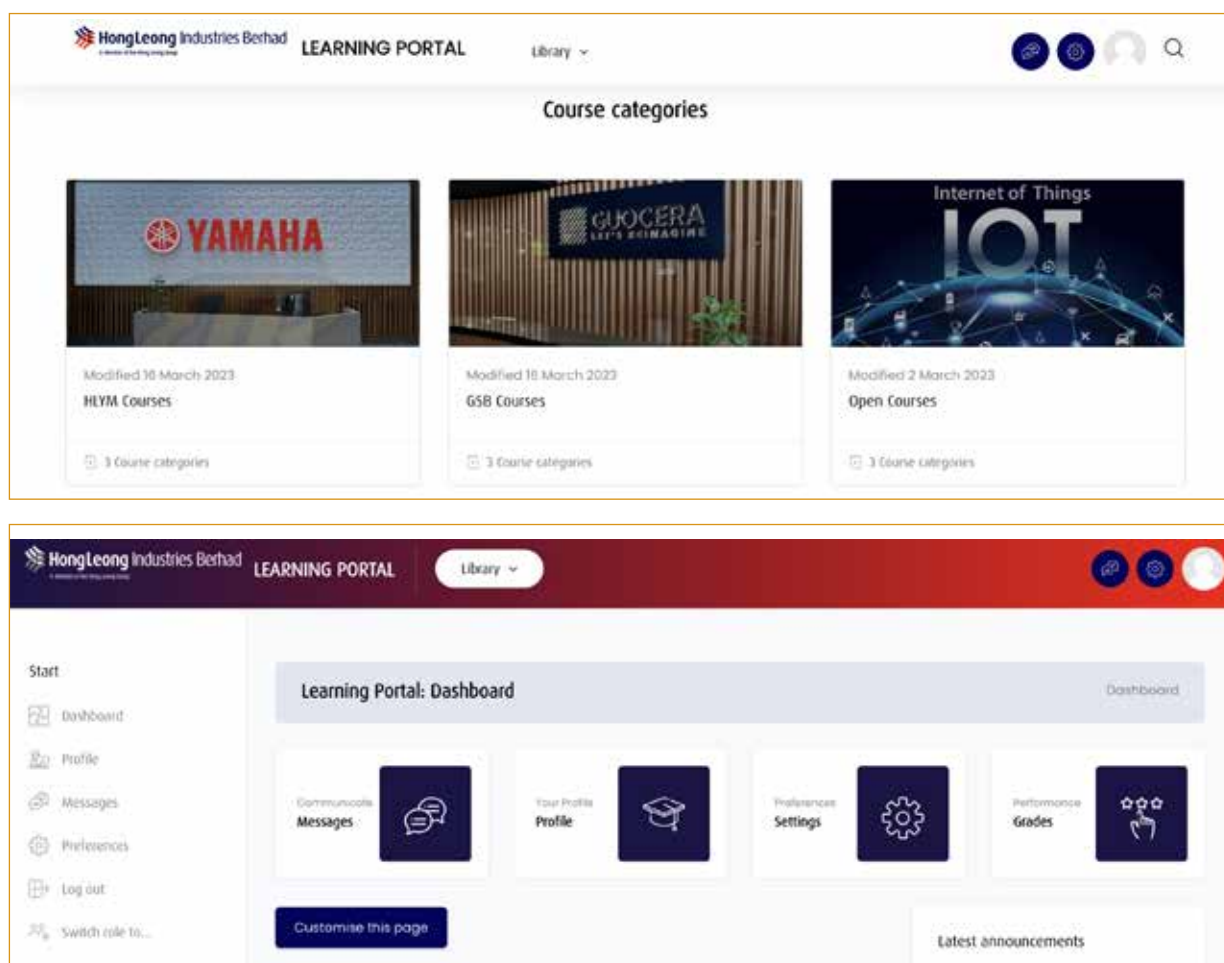 HongLeong Industries Berhad
LEARNING PORTAL
Library
Course categories
YAMAHA
GUOCERA
LET'S REIMAGINE
Internet of Things
IOT
Modified 16 March 2023
HLYM Courses
3 Course categories
Modified 16 March 2023
GSB Courses
3 Course categories
Modified 2 March 2023
Open Courses
3 Course categories
HongLeong Industries Berhad
LEARNING PORTAL
Library
Start
Dashboard
Profile
Messages
Preferences
Log out
Switch role to...
Learning Portal: Dashboard
Dashboard
Communicate
Messages
Your Profile
Profile
Preferences
Settings
Performance
Grades
Customise this page
Latest announcements